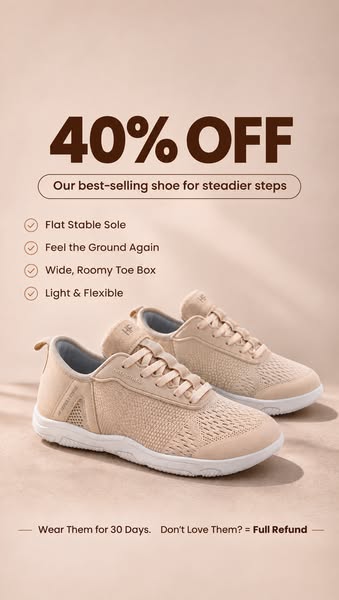 40% OFF
Our best-selling shoe for steadier steps
Flat Stable Sole
Feel the Ground Again
Wide, Roomy Toe Box
Light & Flexible
HF
Wear Them for 30 Days. Don't Love Them? = Full Refund